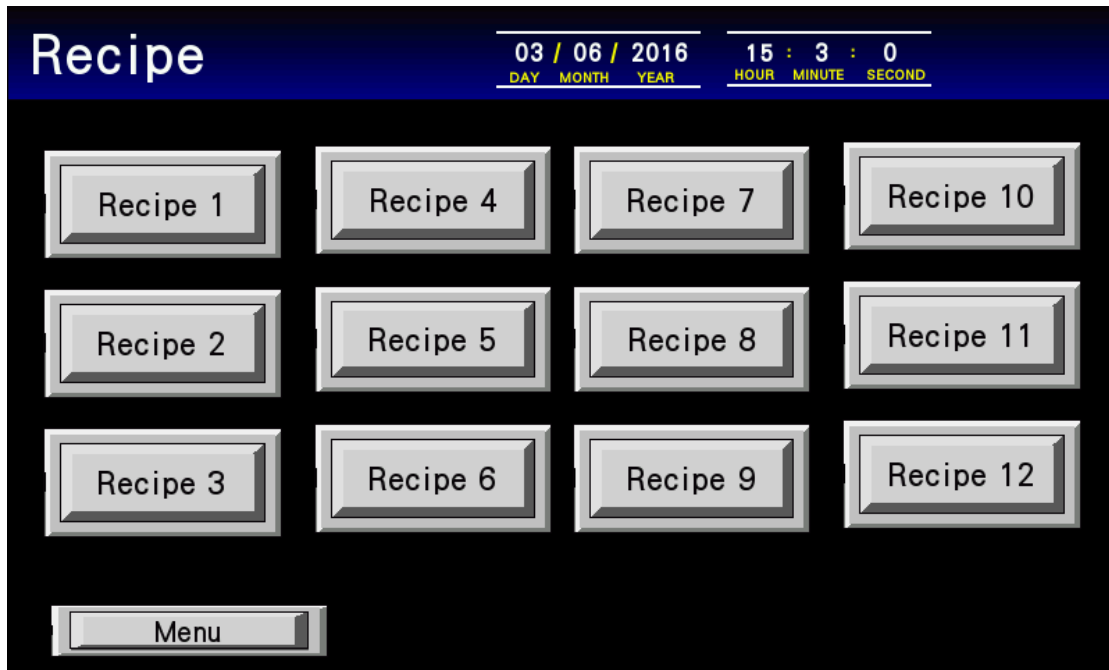 Recipe
03 / 06 / 2016 15 : 3 : 0
DAY MONTH YEAR HOUR MINUTE SECOND
Recipe 1 Recipe 4 Recipe 7 Recipe 10
Recipe 2 Recipe 5 Recipe 8 Recipe 11
Recipe 3 Recipe 6 Recipe 9 Recipe 12
Menu